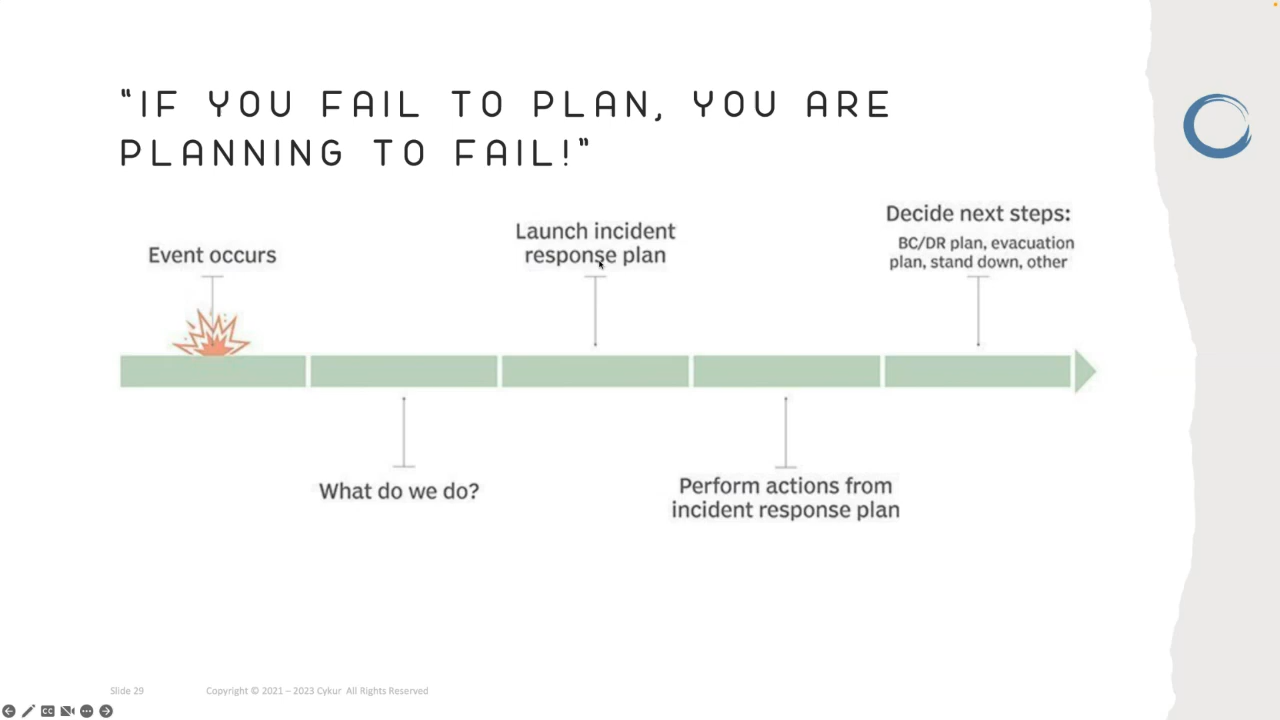 "IF YOU FAIL TO PLAN, YOU ARE
PLANNING TO FAIL!"
Event occurs
What do we do?
Launch incident
response plan
Perform actions from
incident response plan
Decide next steps:
BC/DR plan, evacuation
plan, stand down, other
Slide 29
Copyright © 2021 – 2023 Cykur All Rights Reserved
CC